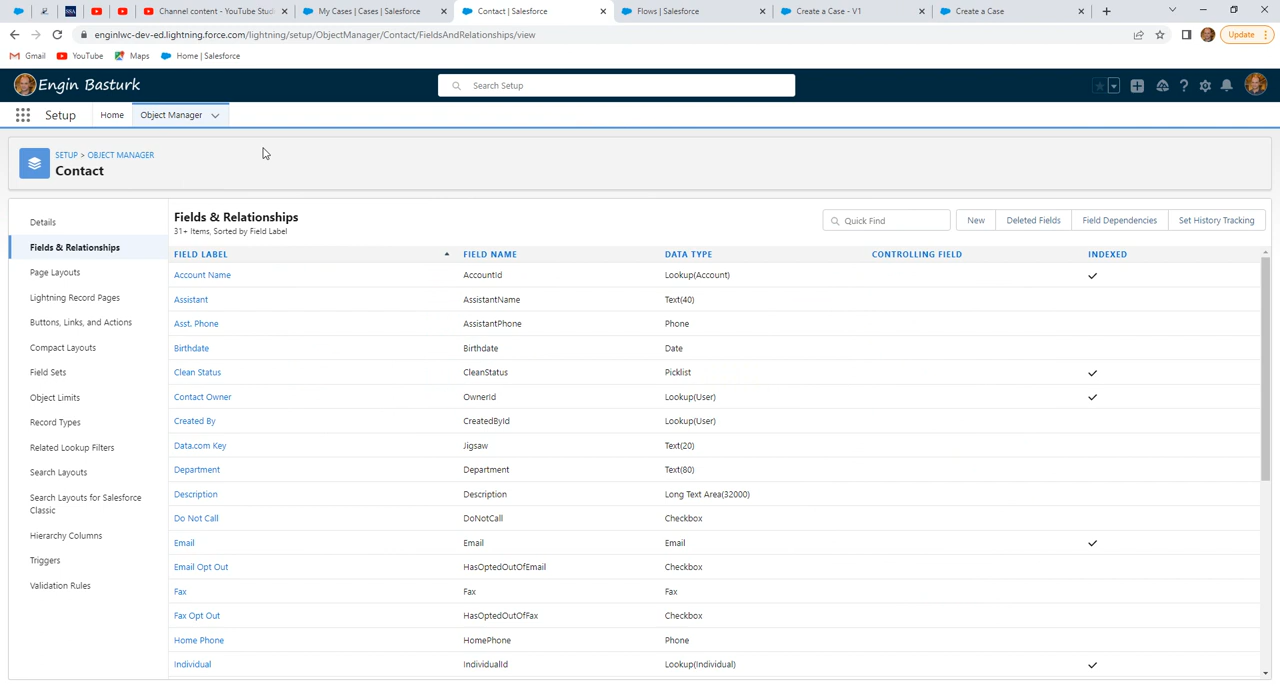 Channel content - YouTube Studi
My Cases | Cases | Salesforce
Contact | Salesforce
Flows | Salesforce
Create a Case - V1
Create a Case
enginlwc-dev-ed.lightning.force.com/lightning/setup/ObjectManager/Contact/FieldsAndRelationships/view
Update
Gmail
YouTube
Maps
Home | Salesforce
Engin Basturk
Search Setup
Setup
Home
Object Manager
SETUP > OBJECT MANAGER
Contact
Details
Fields & Relationships
Page Layouts
Lightning Record Pages
Buttons, Links, and Actions
Compact Layouts
Field Sets
Object Limits
Record Types
Related Lookup Filters
Search Layouts
Search Layouts for Salesforce
Classic
Hierarchy Columns
Triggers
Validation Rules
Fields & Relationships
31+ Items, Sorted by Field Label
Quick Find
New
Deleted Fields
Field Dependencies
Set History Tracking
FIELD LABEL FIELD NAME DATA TYPE CONTROLLING FIELD INDEXED
Account Name AccountId Lookup(Account)
Assistant AssistantName Text(40)
Asst. Phone AssistantPhone Phone
Birthdate Birthdate Date
Clean Status CleanStatus Picklist
Contact Owner OwnerId Lookup(User)
Created By CreatedById Lookup(User)
Data.com Key Jigsaw Text(20)
Department Department Text(80)
Description Description Long Text Area(32000)
Do Not Call DoNotCall Checkbox
Email Email Email
Email Opt Out HasOptedOutOfEmail Checkbox
Fax Fax Fax
Fax Opt Out HasOptedOutOfFax Checkbox
Home Phone HomePhone Phone
Individual IndividualId Lookup(Individual)